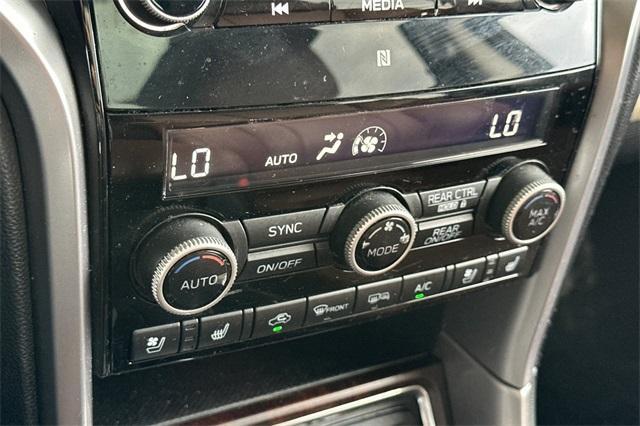 MEDIA
LO
AUTO
LO
SYNC
ON/OFF
AUTO
MODE
REAR CTRL
REAR
ON/OFF
MAX
A/C
FRONT
A/C